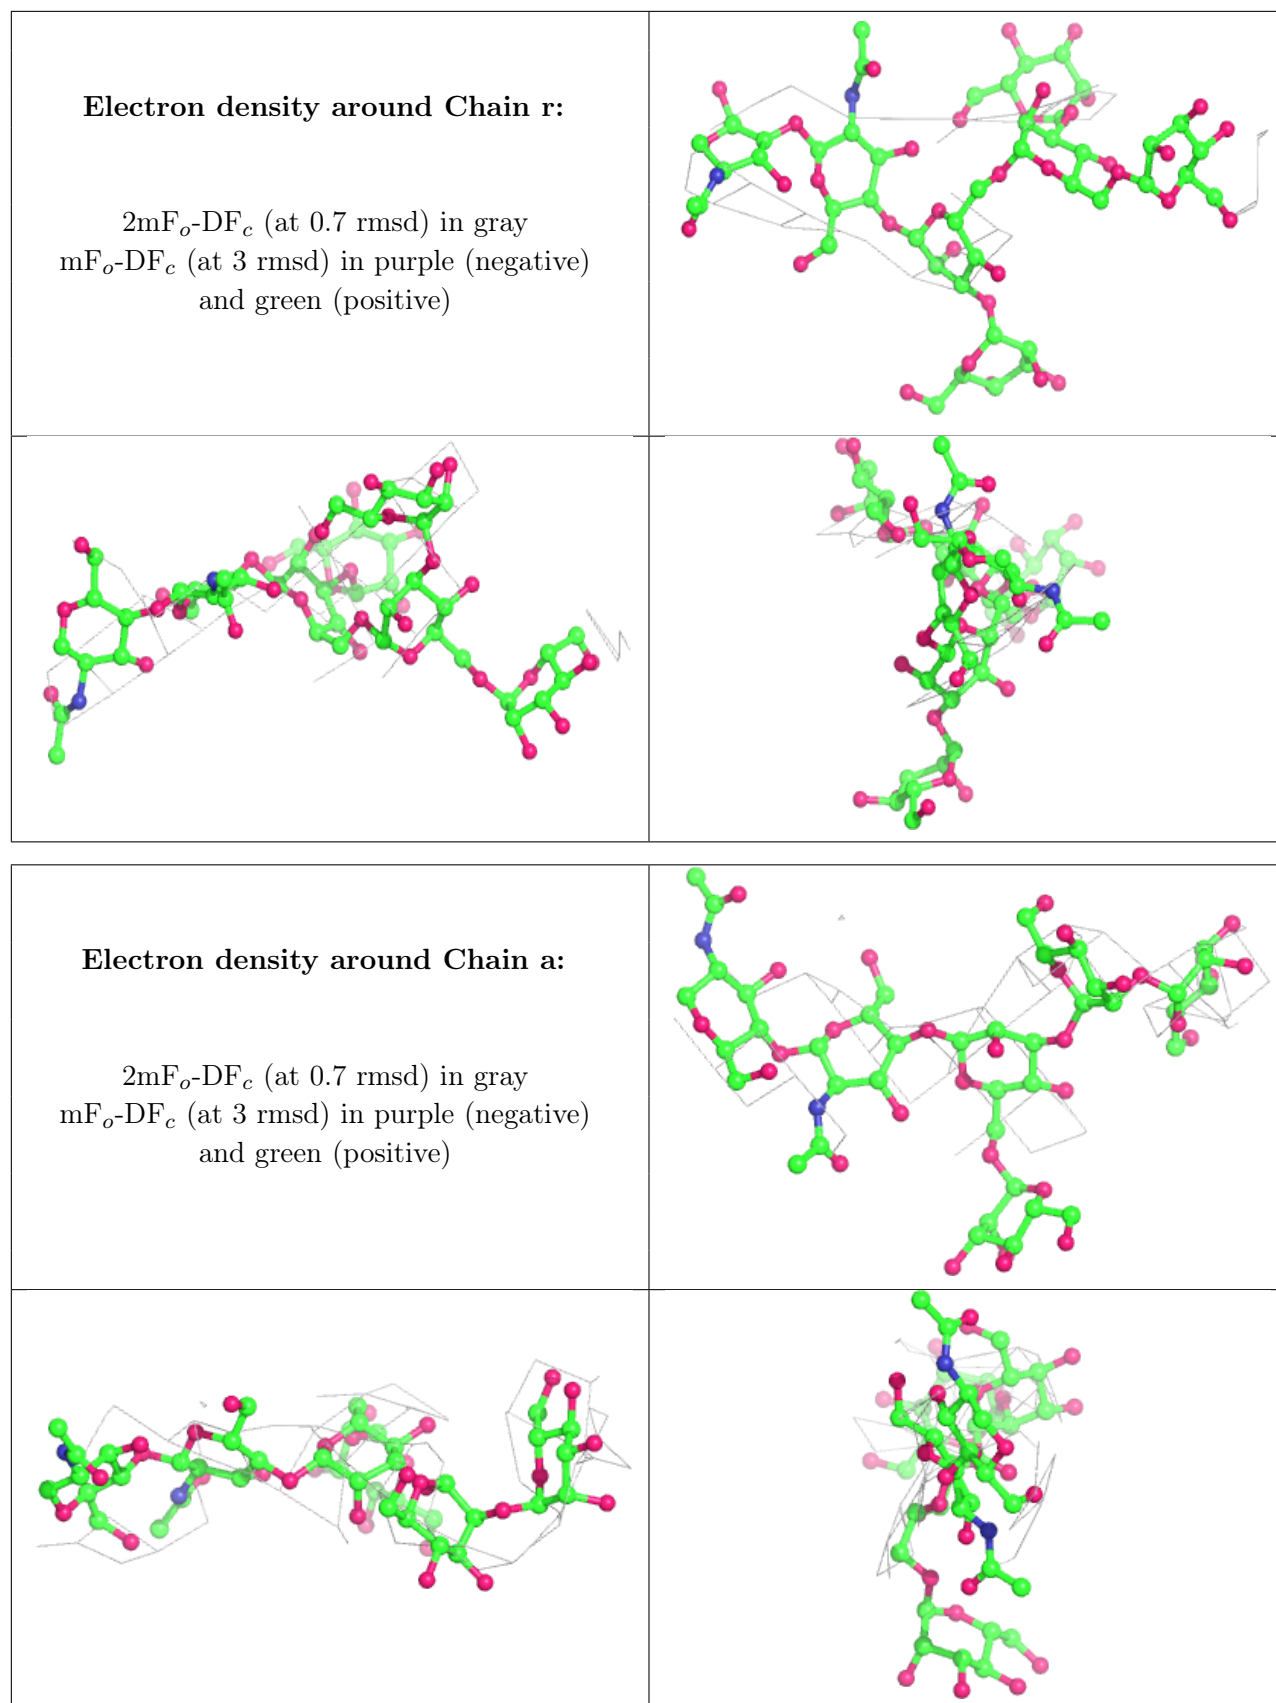 Electron density around Chain r:
2mFo-DFc (at 0.7 rmsd) in gray
mFo-DFc (at 3 rmsd) in purple (negative)
and green (positive)
Electron density around Chain a:
2mFo-DFc (at 0.7 rmsd) in gray
mFo-DFc (at 3 rmsd) in purple (negative)
and green (positive)